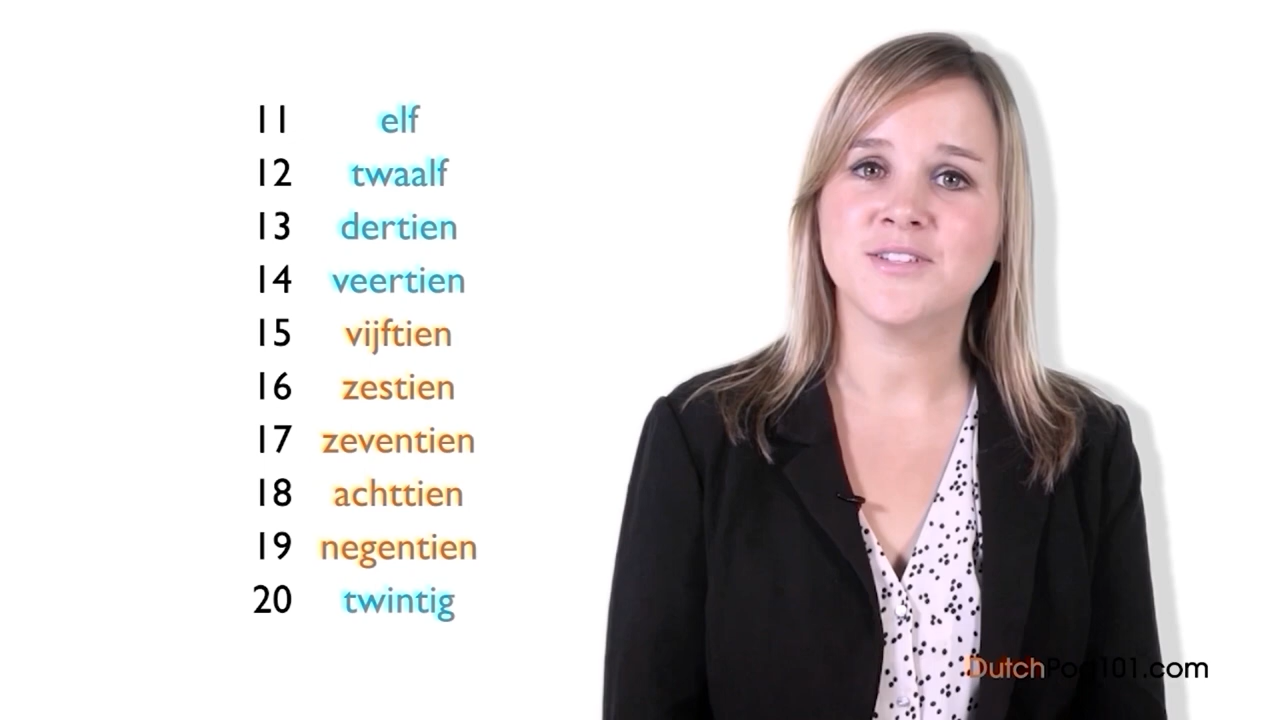 11 elf
12 twaalf
13 dertien
14 veertien
15 vijftien
16 zestien
17 zeventien
18 achttien
19 negentien
20 twintig
DutchPod101.com